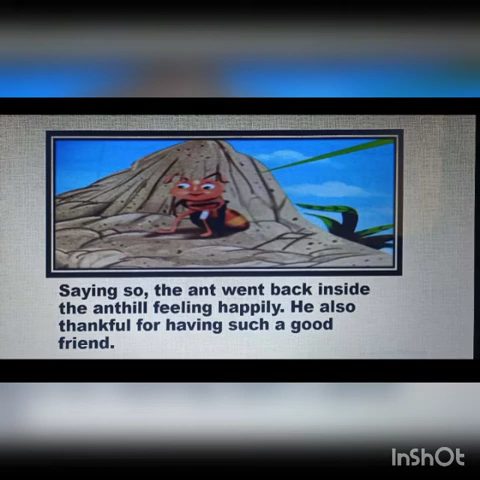 Saying so, the ant went back inside
the anthill feeling happily. He also
thankful for having such a good
friend.
InShOt